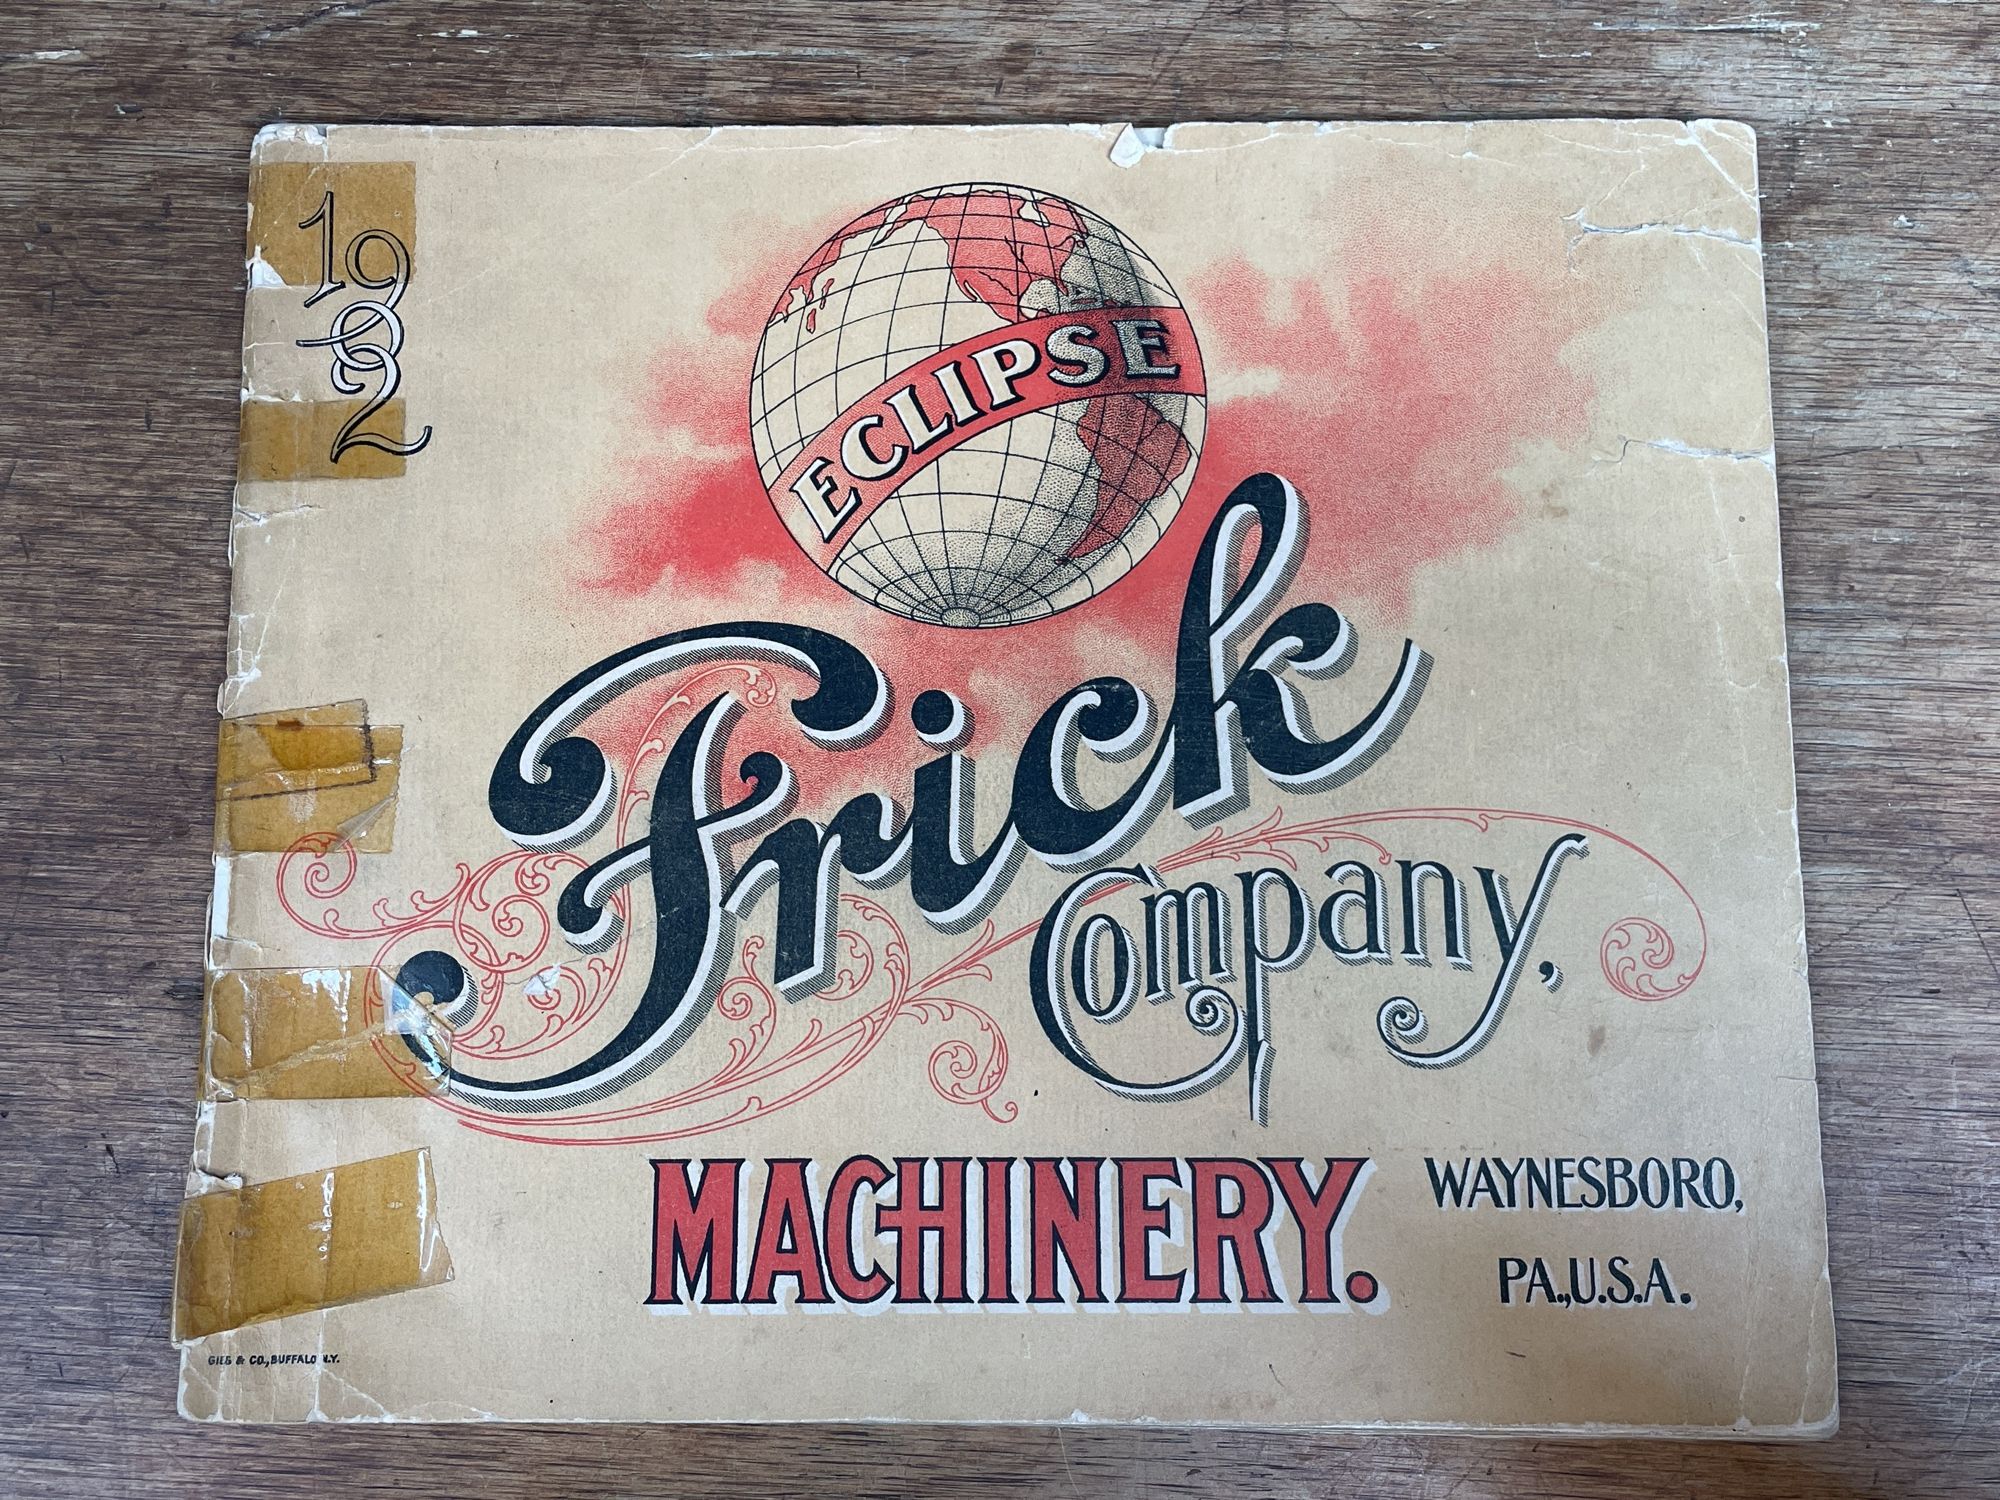 1902
ECLIPSE
Frick
Company,
MACHINERY.
WAYNESBORO,
PA., U.S.A.
GIES & CO., BUFFALO N.Y.